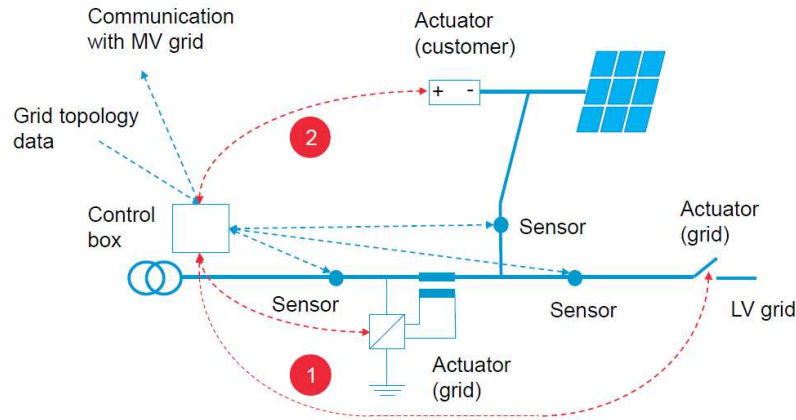 Communication
with MV grid
Actuator
(customer)
+ -
Grid topology
data
2
Control
box
Sensor
Actuator
(grid)
Sensor
Sensor
LV grid
1
Actuator
(grid)